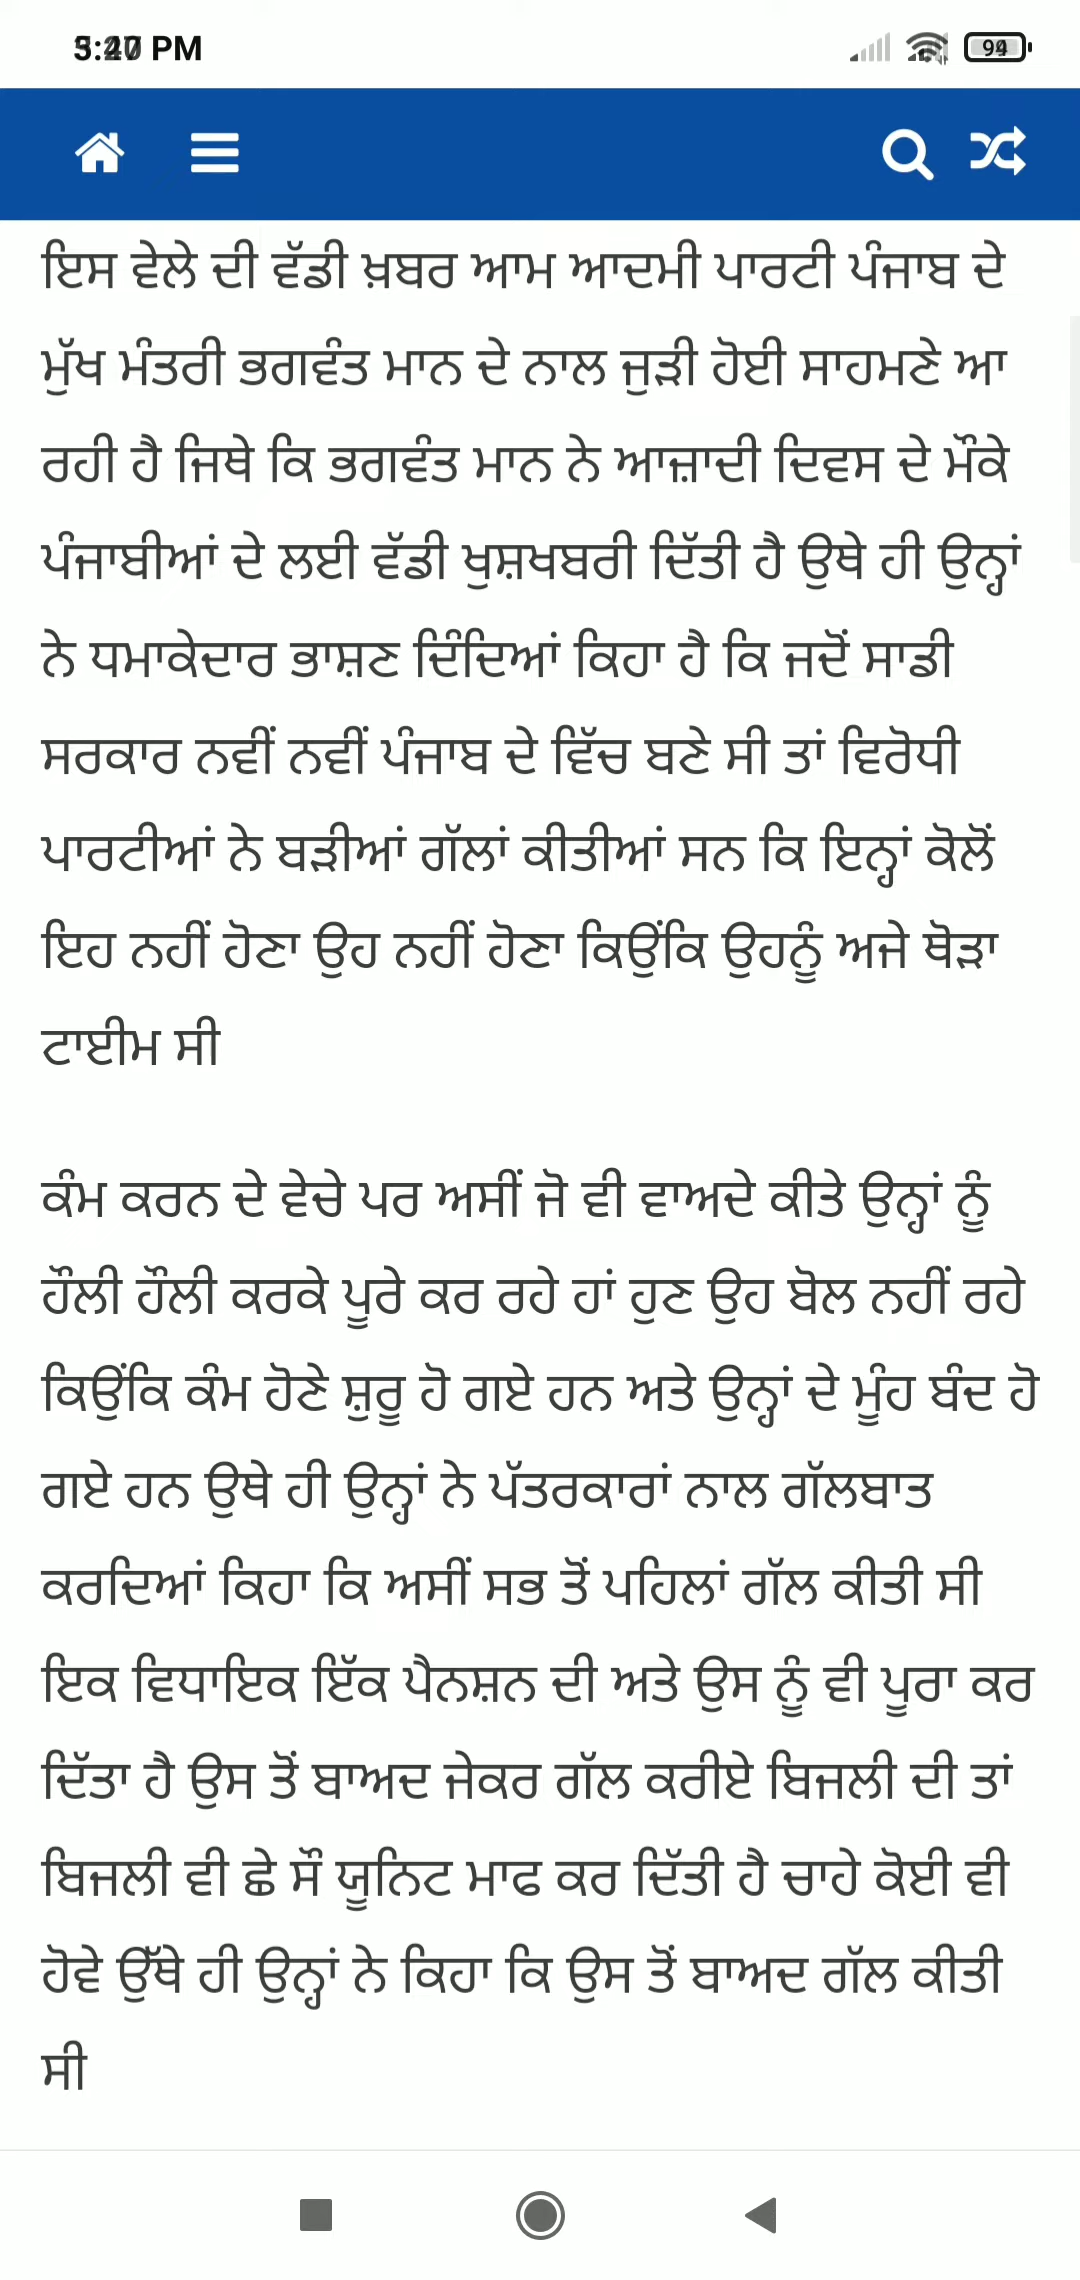 PM
ਇਸ ਵੇਲੇ ਦੀ ਵੱਡੀ ਖ਼ਬਰ ਆਮ ਆਦਮੀ ਪਾਰਟੀ ਪੰਜਾਬ ਦੇ
ਮੁੱਖ ਮੰਤਰੀ ਭਗਵੰਤ ਮਾਨ ਦੇ ਨਾਲ ਜੁੜੀ ਹੋਈ ਸਾਹਮਣੇ ਆ
ਰਹੀ ਹੈ ਜਿਥੇ ਕਿ ਭਗਵੰਤ ਮਾਨ ਨੇ ਆਜ਼ਾਦੀ ਦਿਵਸ ਦੇ ਮੌਕੇ
ਪੰਜਾਬੀਆਂ ਦੇ ਲਈ ਵੱਡੀ ਖੁਸ਼ਖਬਰੀ ਦਿੱਤੀ ਹੈ ਉਥੇ ਹੀ ਉਨ੍ਹਾਂ
ਨੇ ਧਮਾਕੇਦਾਰ ਭਾਸ਼ਣ ਦਿੰਦਿਆਂ ਕਿਹਾ ਹੈ ਕਿ ਜਦੋਂ ਸਾਡੀ
ਸਰਕਾਰ ਨਵੀਂ ਨਵੀਂ ਪੰਜਾਬ ਦੇ ਵਿੱਚ ਬਣੇ ਸੀ ਤਾਂ ਵਿਰੋਧੀ
ਪਾਰਟੀਆਂ ਨੇ ਬੜੀਆਂ ਗੱਲਾਂ ਕੀਤੀਆਂ ਸਨ ਕਿ ਇਨ੍ਹਾਂ ਕੋਲੋਂ
ਇਹ ਨਹੀਂ ਹੋਣਾ ਉਹ ਨਹੀਂ ਹੋਣਾ ਕਿਉਂਕਿ ਉਹਨੂੰ ਅਜੇ ਥੋੜਾ
ਟਾਈਮ ਸੀ
ਕੰਮ ਕਰਨ ਦੇ ਵੇਚੇ ਪਰ ਅਸੀਂ ਜੋ ਵੀ ਵਾਅਦੇ ਕੀਤੇ ਉਨ੍ਹਾਂ ਨੂੰ
ਹੌਲੀ ਹੌਲੀ ਕਰਕੇ ਪੂਰੇ ਕਰ ਰਹੇ ਹਾਂ ਹੁਣ ਉਹ ਬੋਲ ਨਹੀਂ ਰਹੇ
ਕਿਉਂਕਿ ਕੰਮ ਹੋਣੇ ਸ਼ੁਰੂ ਹੋ ਗਏ ਹਨ ਅਤੇ ਉਨ੍ਹਾਂ ਦੇ ਮੂੰਹ ਬੰਦ ਹੋ
ਗਏ ਹਨ ਉਥੇ ਹੀ ਉਨ੍ਹਾਂ ਨੇ ਪੱਤਰਕਾਰਾਂ ਨਾਲ ਗੱਲਬਾਤ
ਕਰਦਿਆਂ ਕਿਹਾ ਕਿ ਅਸੀਂ ਸਭ ਤੋਂ ਪਹਿਲਾਂ ਗੱਲ ਕੀਤੀ ਸੀ
ਇਕ ਵਿਧਾਇਕ ਇੱਕ ਪੈਨਸ਼ਨ ਦੀ ਅਤੇ ਉਸ ਨੂੰ ਵੀ ਪੂਰਾ ਕਰ
ਦਿੱਤਾ ਹੈ ਉਸ ਤੋਂ ਬਾਅਦ ਜੇਕਰ ਗੱਲ ਕਰੀਏ ਬਿਜਲੀ ਦੀ ਤਾਂ
ਬਿਜਲੀ ਵੀ ਛੇ ਸੌ ਯੂਨਿਟ ਮਾਫ ਕਰ ਦਿੱਤੀ ਹੈ ਚਾਹੇ ਕੋਈ ਵੀ
ਹੋਵੇ ਉੱਥੇ ਹੀ ਉਨ੍ਹਾਂ ਨੇ ਕਿਹਾ ਕਿ ਉਸ ਤੋਂ ਬਾਅਦ ਗੱਲ ਕੀਤੀ
ਸੀ